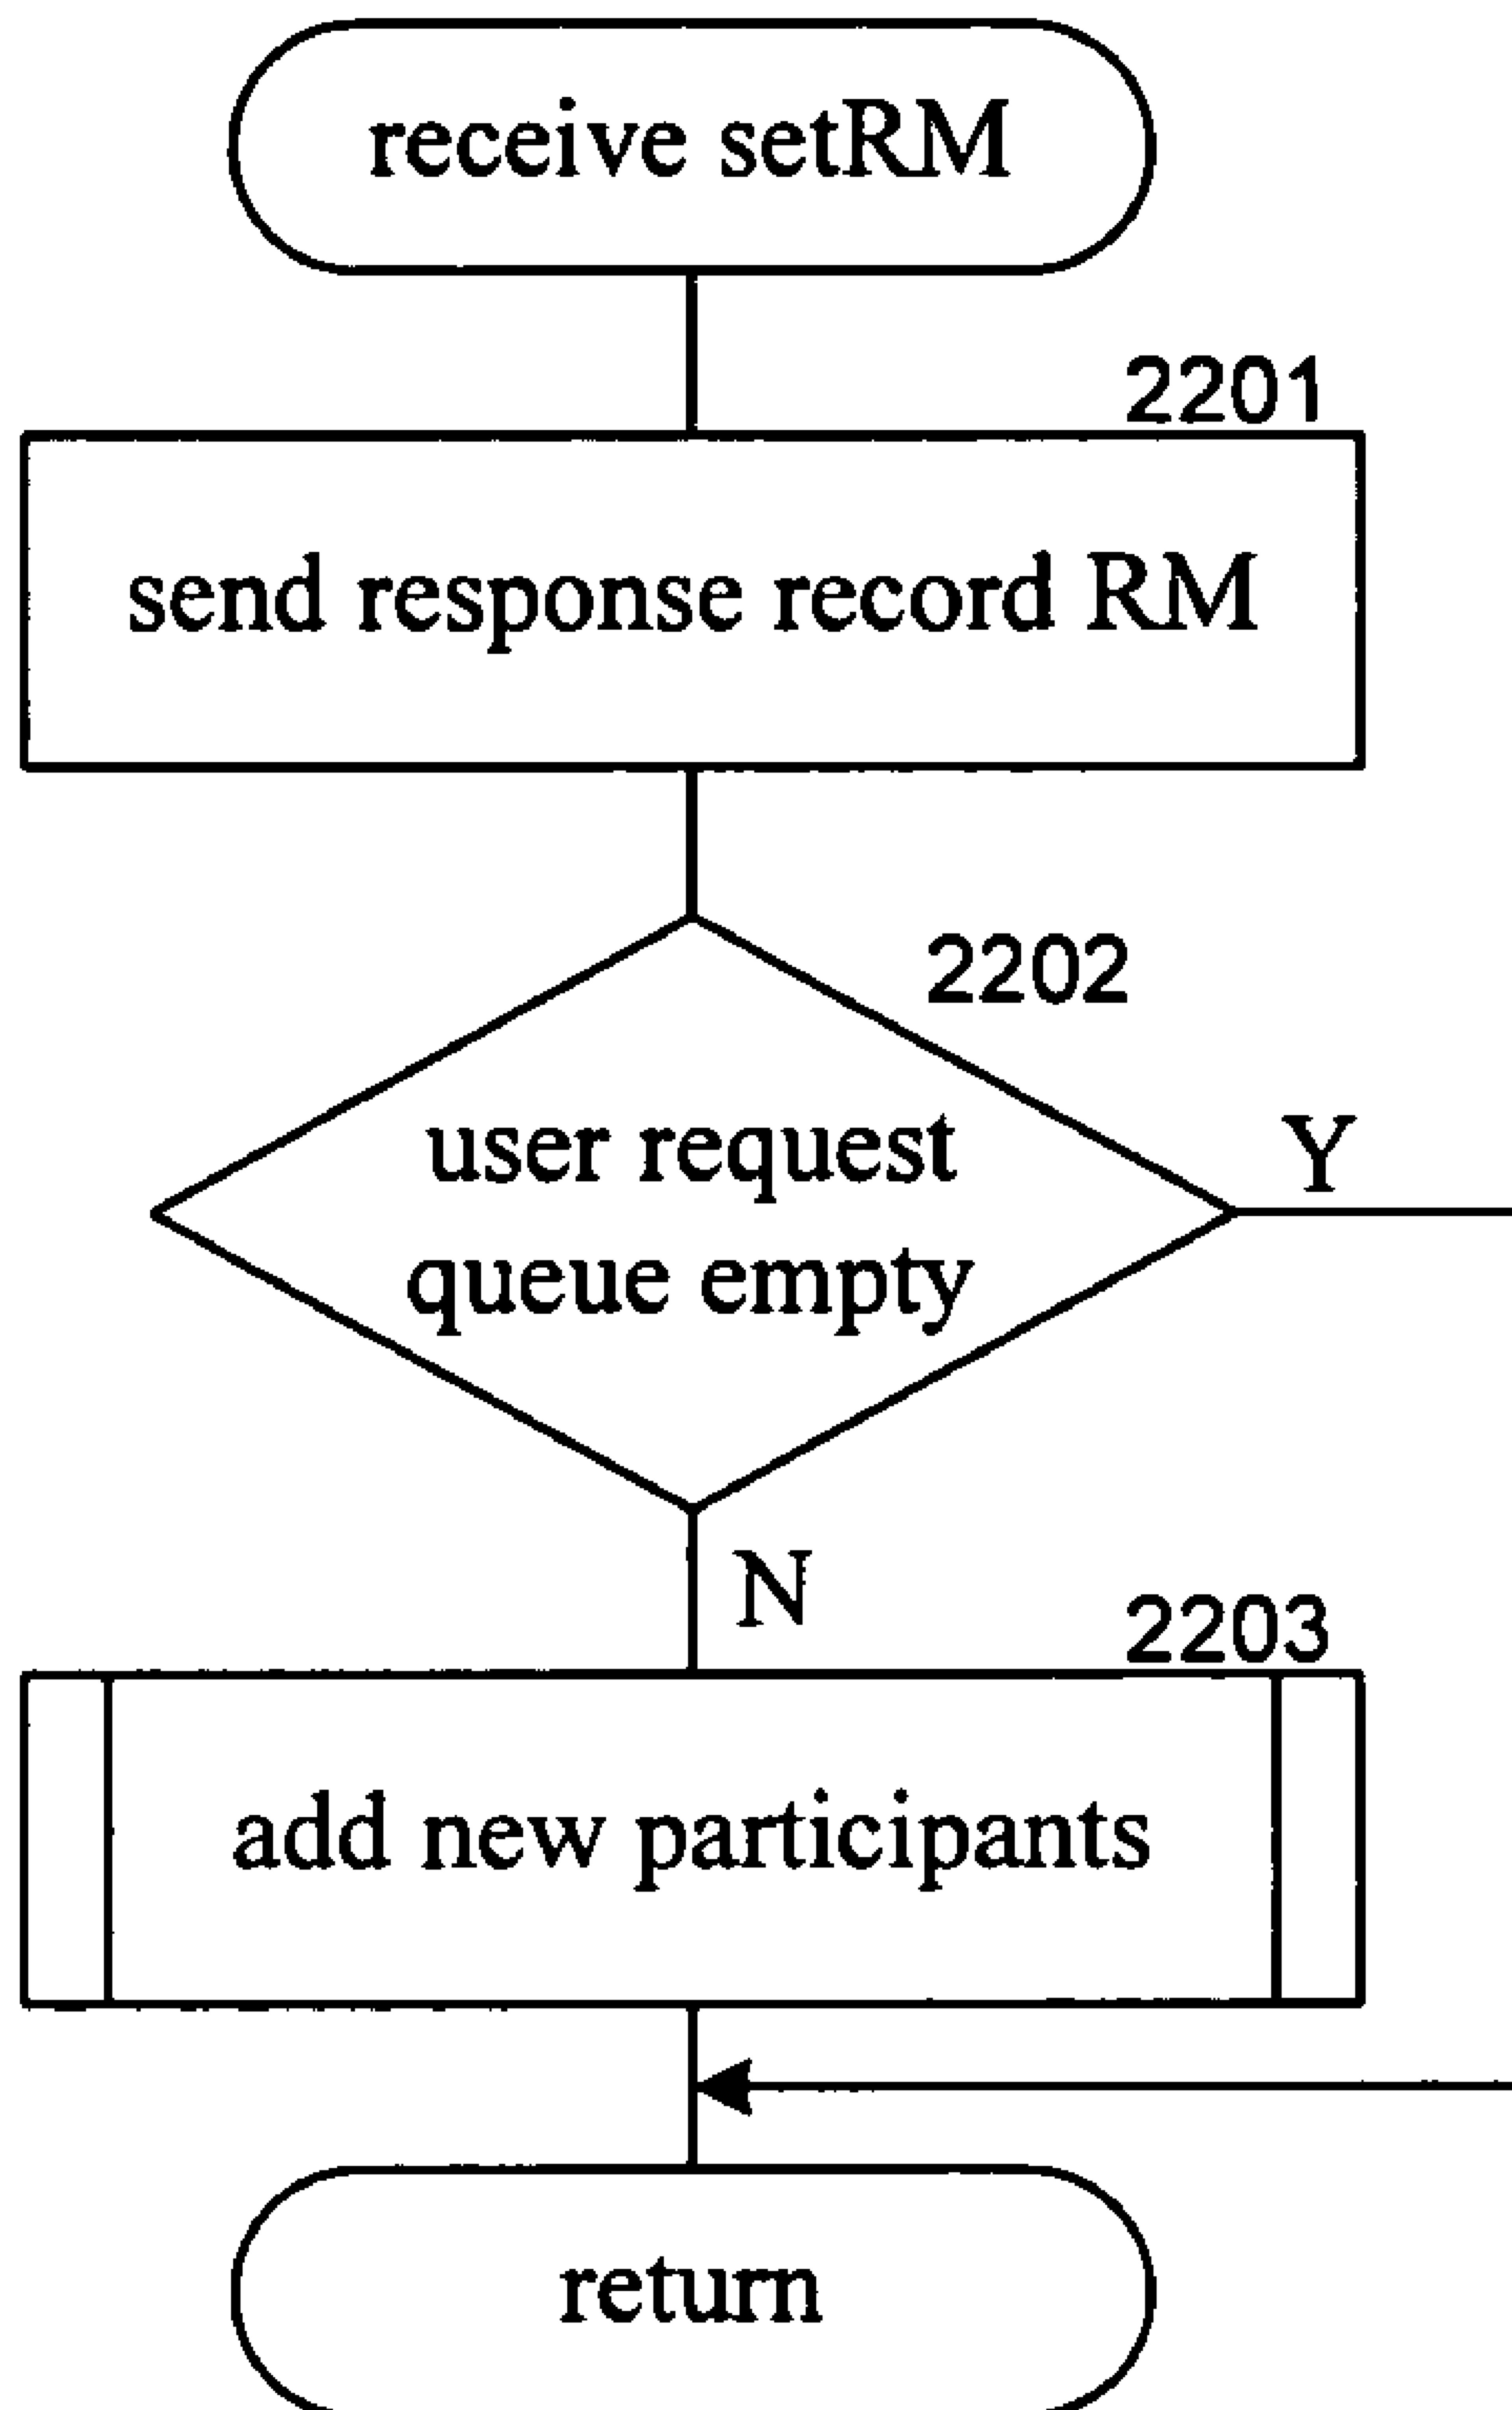 receive setRM
2201
send response record RM
2202
user request
queue empty
Y
N
2203
add new participants
return